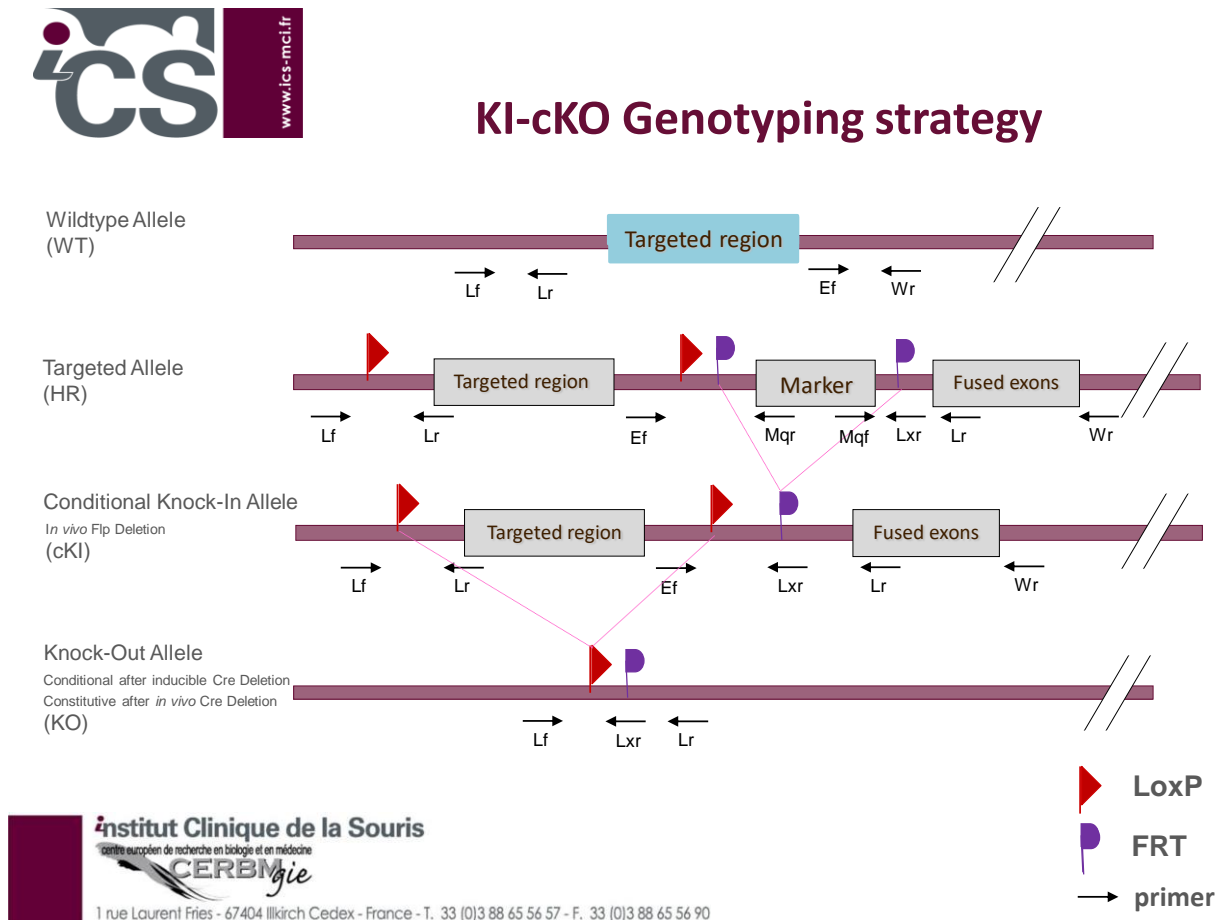 iCS
www.ics-mci.fr
KI-cKO Genotyping strategy
Wildtype Allele
(WT)
Targeted region
Lf
Lr
Ef
Wr
Targeted Allele
(HR)
Targeted region
Marker
Fused exons
Lf
Lr
Ef
Mqr
Mqf
Lxr
Lr
Wr
Conditional Knock-In Allele
In vivo Flp Deletion
(cKI)
Targeted region
Fused exons
Lf
Lr
Ef
Lxr
Lr
Wr
Knock-Out Allele
Conditional after inducible Cre Deletion
Constitutive after in vivo Cre Deletion
(KO)
Lf
Lxr
Lr
LoxP
FRT
primer
institut Clinique de la Souris
centre européen de recherche en biologie et en médecine
CERBMgie
1 rue Laurent Fries - 67404 Illkirch Cedex - France - T. 33 (0)3 88 65 56 57 - F. 33 (0)3 88 65 56 90